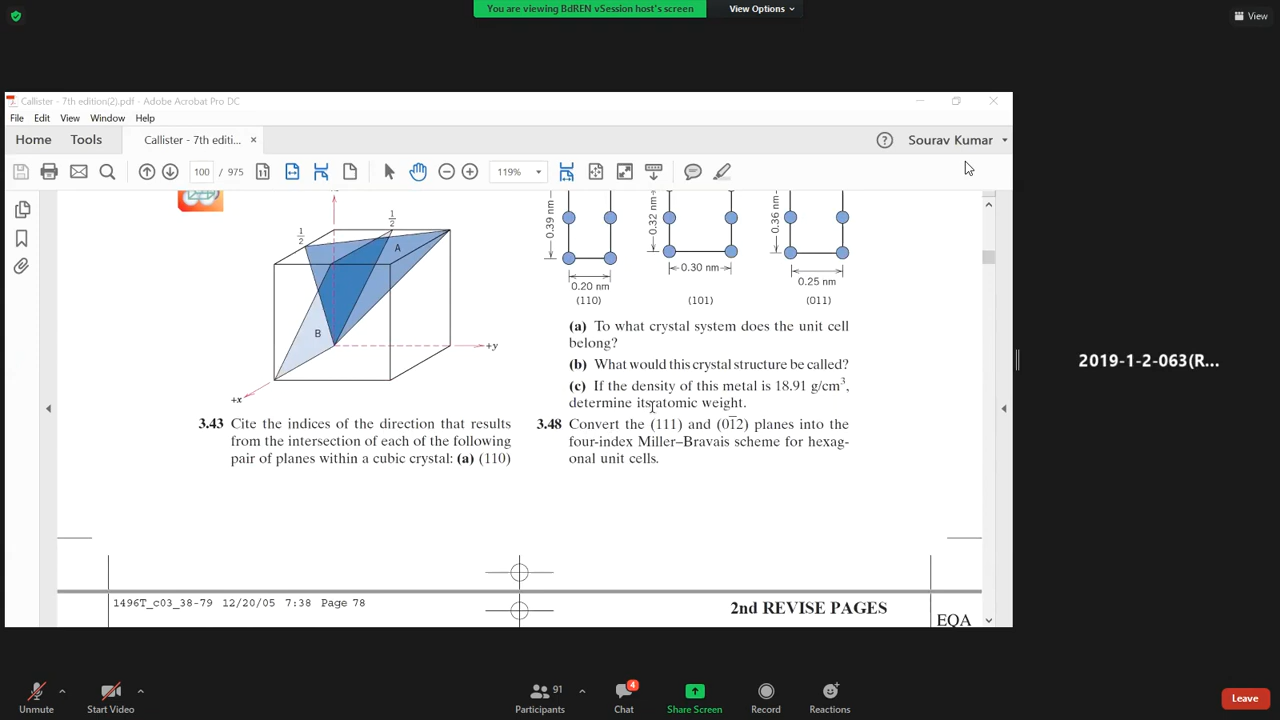 You are viewing BdREN vSession host's screen
View Options
View
Callister - 7th edition(2).pdf - Adobe Acrobat Pro DC
File Edit View Window Help
Home Tools Callister - 7th editi... × Sourav Kumar
100 / 975 119%
1/2
1/2
A
B
+y
+x
0.39 nm
0.32 nm
0.36 nm
0.20 nm
0.30 nm
0.25 nm
(110)
(101)
(011)
3.43 Cite the indices of the direction that results
from the intersection of each of the following
pair of planes within a cubic crystal: (a) (110)
(a) To what crystal system does the unit cell
belong?
(b) What would this crystal structure be called?
(c) If the density of this metal is 18.91 g/cm³,
determine its atomic weight.
3.48 Convert the (111) and (01̅2) planes into the
four-index Miller–Bravais scheme for hexag-
onal unit cells.
1496T_c03_38-79 12/20/05 7:38 Page 78
2nd REVISE PAGES
EQA
2019-1-2-063(R...
Unmute
Start Video
91
Participants
4
Chat
Share Screen
Record
Reactions
Leave